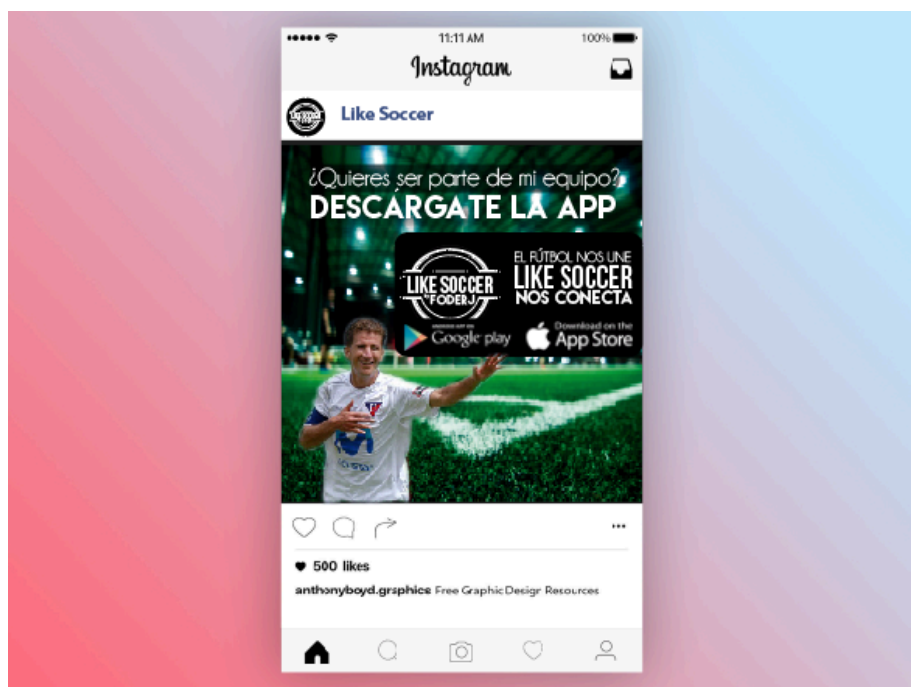 11:11 AM
100%
Instagram
Like Soccer
¿Quieres ser parte de mi equipo?
DESCÁRGATE LA APP
LIKE SOCCER
BY FODERJ
EL FÚTBOL NOS UNE
LIKE SOCCER
NOS CONECTA
Google play
Download on the
App Store
500 likes
anthonyboyd.graphics Free Graphic Design Resources